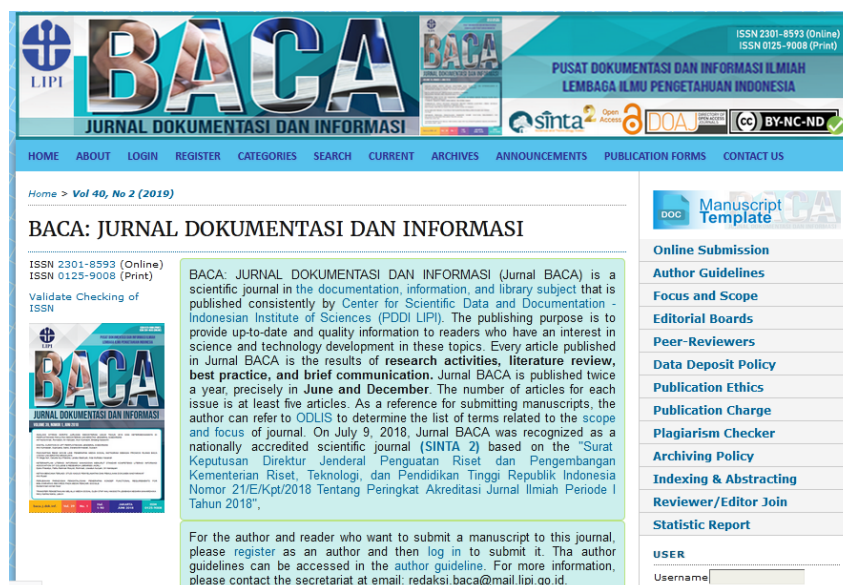 LIPI
BACA
JURNAL DOKUMENTASI DAN INFORMASI
BACA
ISSN 2301-8593 (Online)
ISSN 0125-9008 (Print)
PUSAT DOKUMENTASI DAN INFORMASI ILMIAH
LEMBAGA ILMU PENGETAHUAN INDONESIA
sinta 2
Open Access
DOAJ
DIRECTORY OF OPEN ACCESS JOURNALS
cc BY-NC-ND
HOME ABOUT LOGIN REGISTER CATEGORIES SEARCH CURRENT ARCHIVES ANNOUNCEMENTS PUBLICATION FORMS CONTACT US
Home > Vol 40, No 2 (2019)
BACA: JURNAL DOKUMENTASI DAN INFORMASI
ISSN 2301-8593 (Online)
ISSN 0125-9008 (Print)
Validate Checking of
ISSN
LIPI
BACA
JURNAL DOKUMENTASI DAN INFORMASI
BACA: JURNAL DOKUMENTASI DAN INFORMASI (Jurnal BACA) is a
scientific journal in the documentation, information, and library subject that is
published consistently by Center for Scientific Data and Documentation -
Indonesian Institute of Sciences (PDDI LIPI). The publishing purpose is to
provide up-to-date and quality information to readers who have an interest in
science and technology development in these topics. Every article published
in Jurnal BACA is the results of research activities, literature review,
best practice, and brief communication. Jurnal BACA is published twice
a year, precisely in June and December. The number of articles for each
issue is at least five articles. As a reference for submitting manuscripts, the
author can refer to ODLIS to determine the list of terms related to the scope
and focus of journal. On July 9, 2018, Jurnal BACA was recognized as a
nationally accredited scientific journal (SINTA 2) based on the "Surat
Keputusan Direktur Jenderal Penguatan Riset dan Pengembangan
Kementerian Riset, Teknologi, dan Pendidikan Tinggi Republik Indonesia
Nomor 21/E/Kpt/2018 Tentang Peringkat Akreditasi Jurnal Ilmiah Periode I
Tahun 2018",
For the author and reader who want to submit a manuscript to this journal,
please register as an author and then log in to submit it. Tha author
guidelines can be accessed in the author guideline. For more information,
please contact the secretariat at email: redaksi.baca@mail.lipi.go.id.
DOC
Manuscript
Template
Online Submission
Author Guidelines
Focus and Scope
Editorial Boards
Peer-Reviewers
Data Deposit Policy
Publication Ethics
Publication Charge
Plagiarism Checker
Archiving Policy
Indexing & Abstracting
Reviewer/Editor Join
Statistic Report
USER
Username